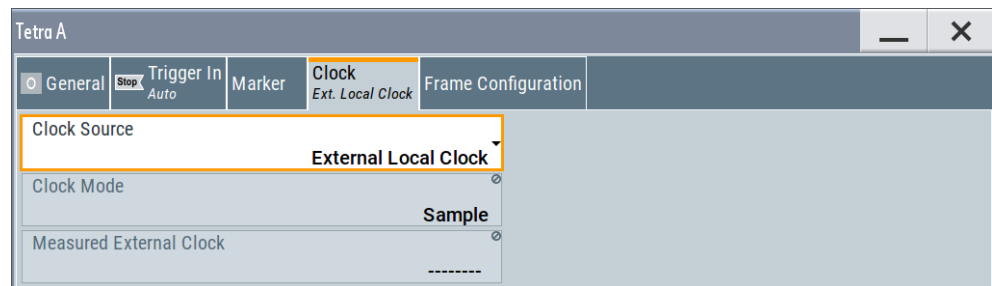 Tetra A
O General
Stop
Trigger In
Auto
Marker
Clock
Ext. Local Clock
Frame Configuration
Clock Source
External Local Clock
Clock Mode
Sample
Measured External Clock
--------